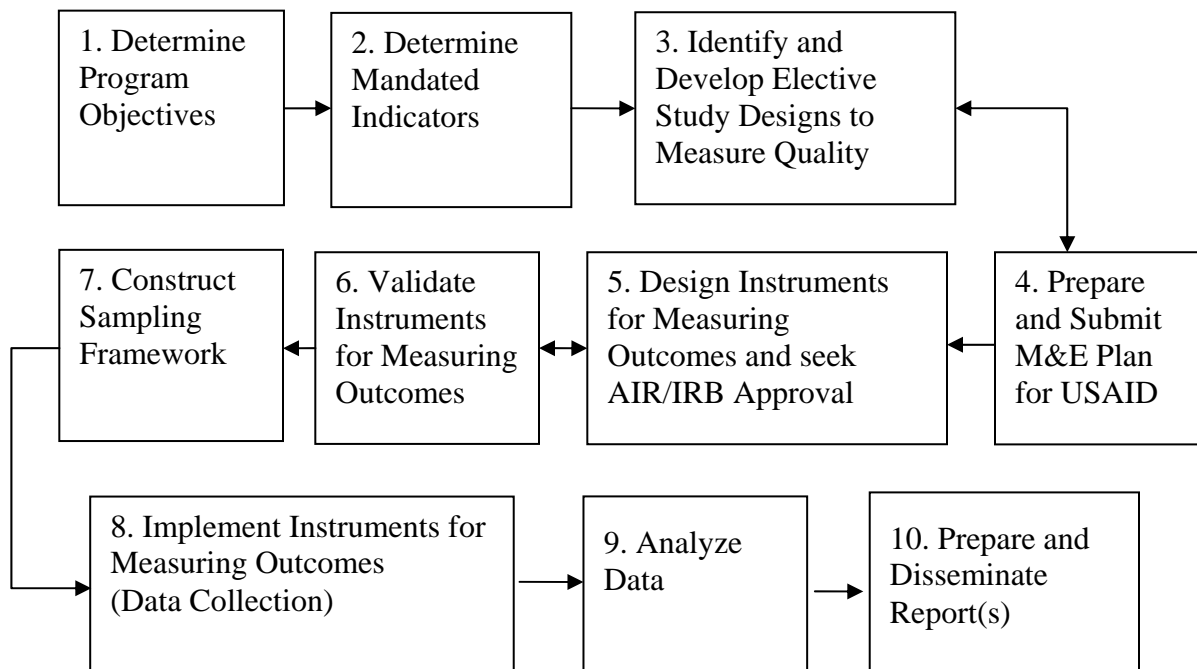 1. Determine
Program
Objectives
2. Determine
Mandated
Indicators
3. Identify and
Develop Elective
Study Designs to
Measure Quality
4. Prepare
and Submit
M&E Plan
for USAID
5. Design Instruments
for Measuring
Outcomes and seek
AIR/IRB Approval
6. Validate
Instruments
for Measuring
Outcomes
7. Construct
Sampling
Framework
8. Implement Instruments for
Measuring Outcomes
(Data Collection)
9. Analyze
Data
10. Prepare and
Disseminate
Report(s)